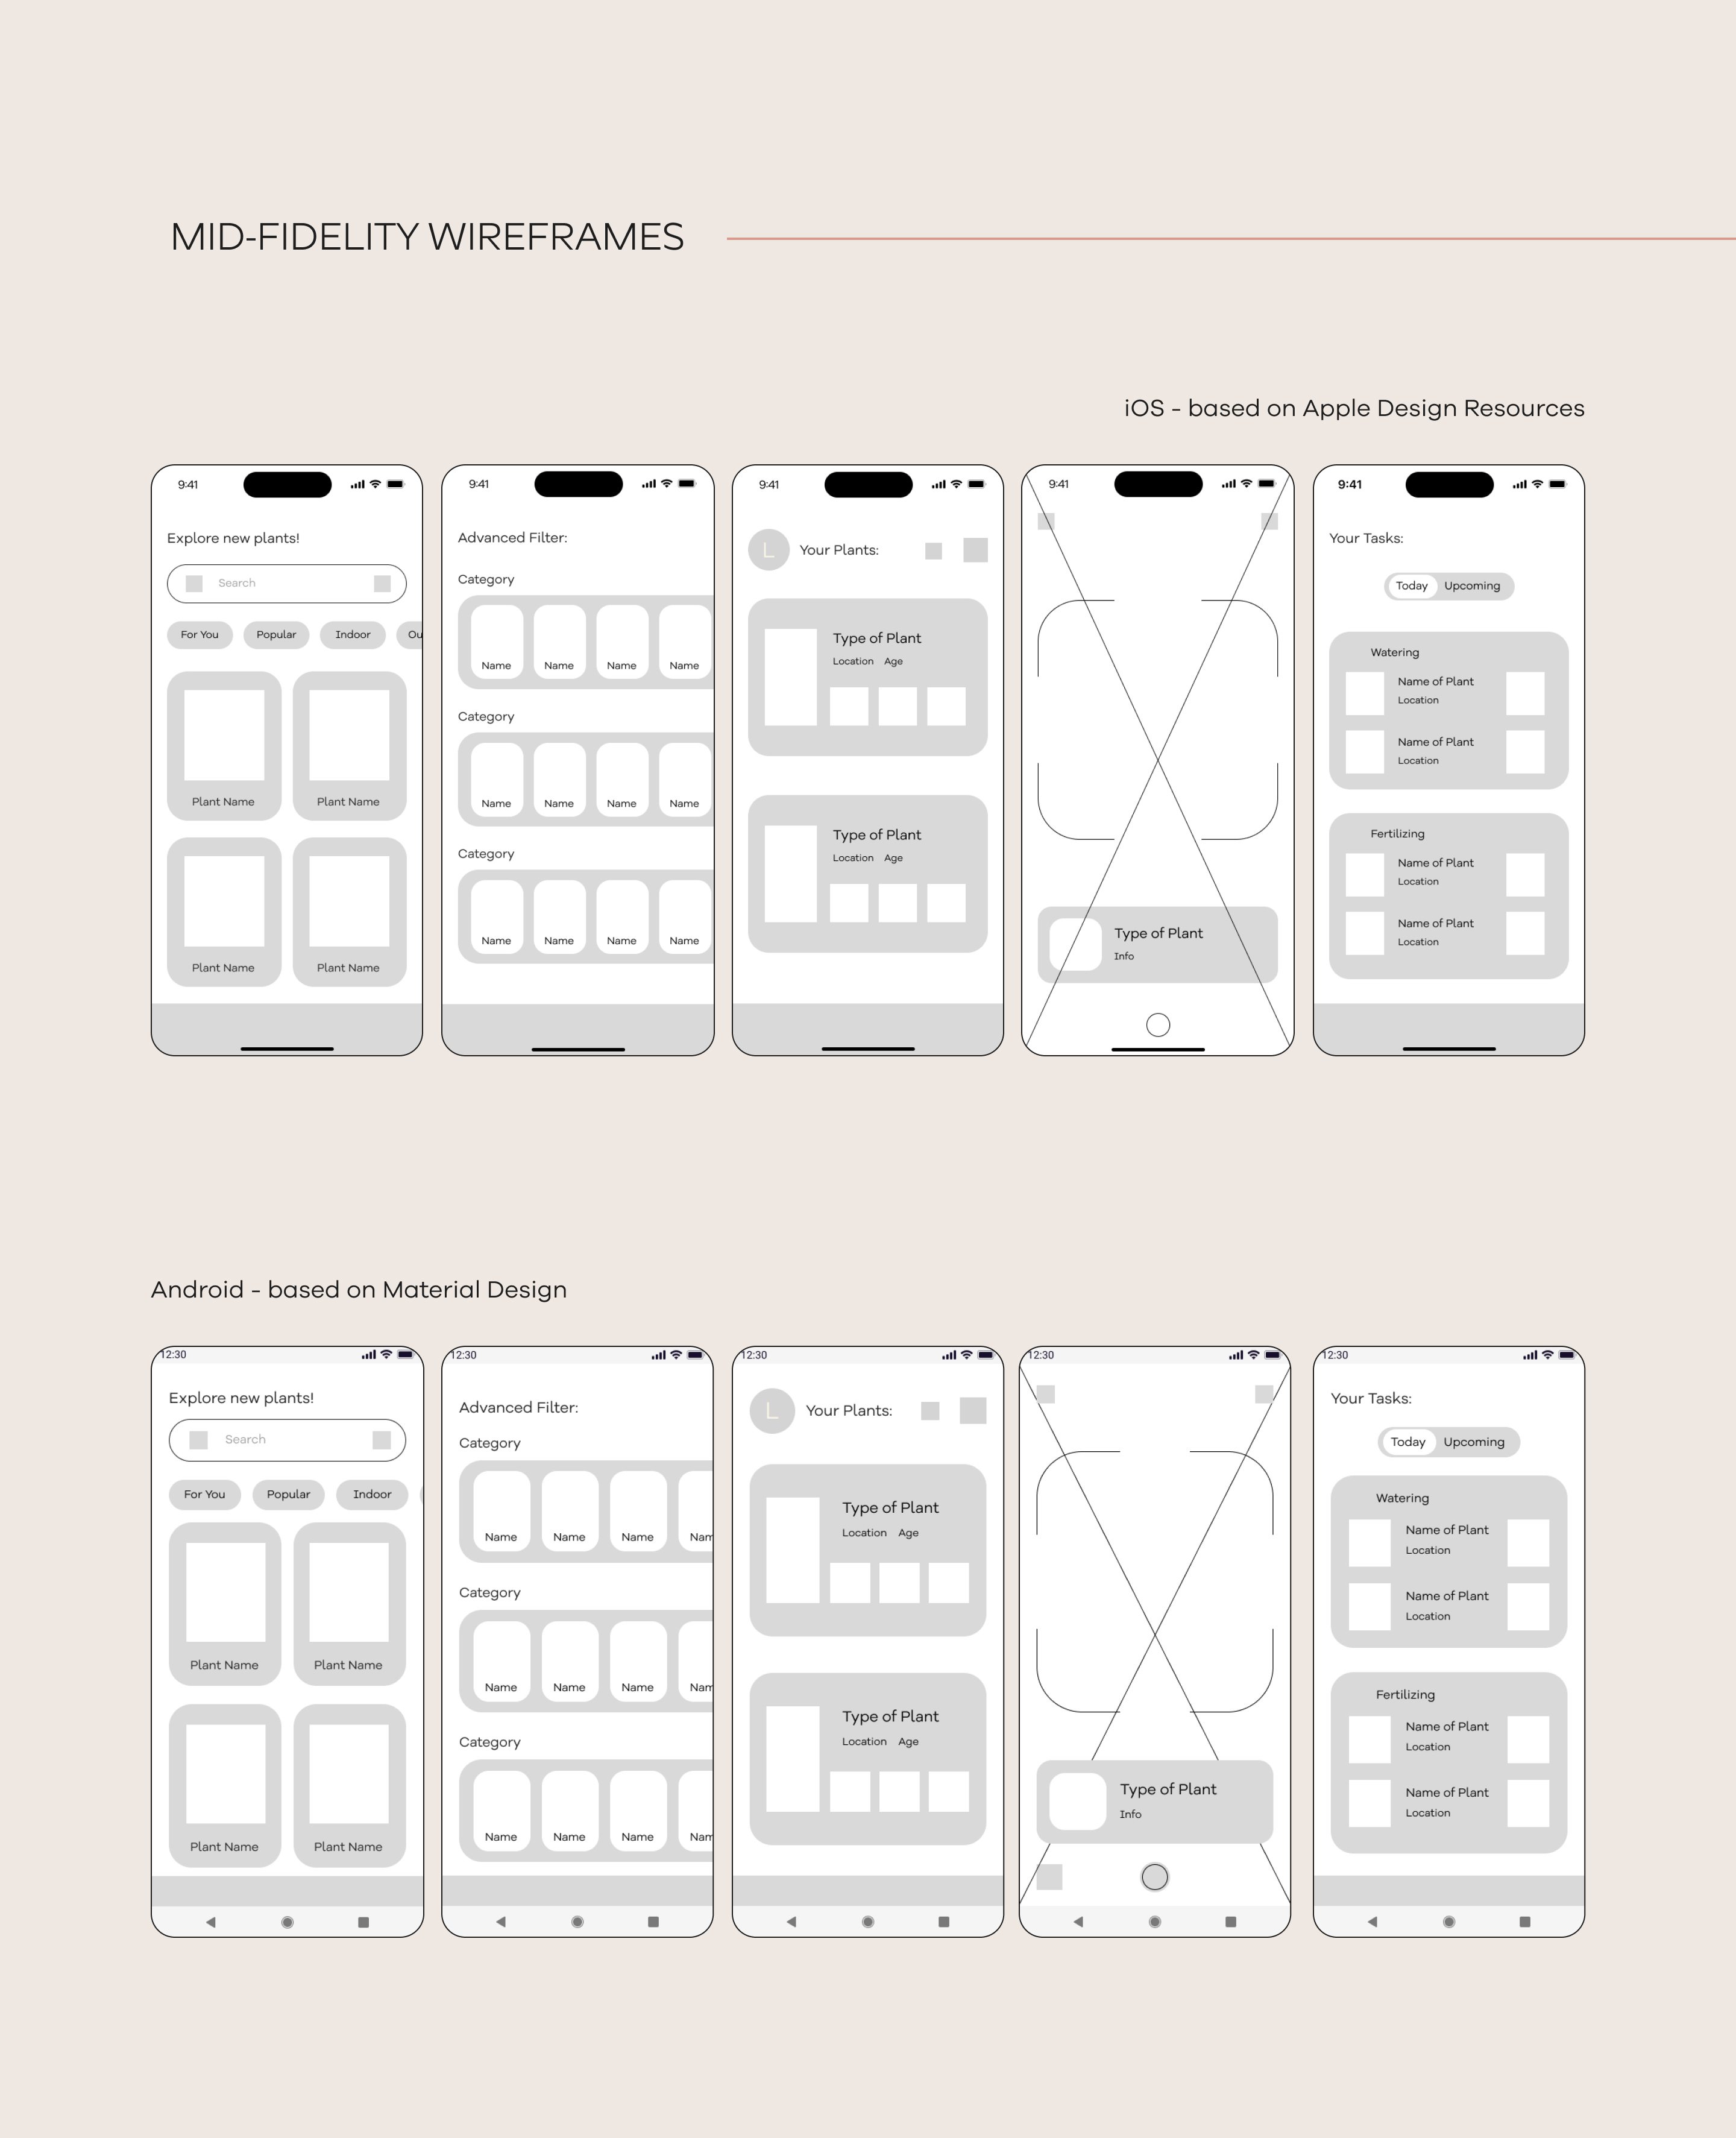 MID-FIDELITY WIREFRAMES
iOS - based on Apple Design Resources
9:41
Explore new plants!
Search
For You Popular Indoor Ou
Plant Name Plant Name
Plant Name Plant Name
9:41
Advanced Filter:
Category
Name Name Name Name
Category
Name Name Name Name
Category
Name Name Name Name
9:41
L Your Plants:
Type of Plant
Location Age
Type of Plant
Location Age
9:41
Type of Plant
Info
9:41
Your Tasks:
Today Upcoming
Watering
Name of Plant
Location
Name of Plant
Location
Fertilizing
Name of Plant
Location
Name of Plant
Location
Android - based on Material Design
12:30
Explore new plants!
Search
For You Popular Indoor
Plant Name Plant Name
Plant Name Plant Name
12:30
Advanced Filter:
Category
Name Name Name Nam
Category
Name Name Name Nam
Category
Name Name Name Nam
12:30
L Your Plants:
Type of Plant
Location Age
Type of Plant
Location Age
12:30
Type of Plant
Info
12:30
Your Tasks:
Today Upcoming
Watering
Name of Plant
Location
Name of Plant
Location
Fertilizing
Name of Plant
Location
Name of Plant
Location